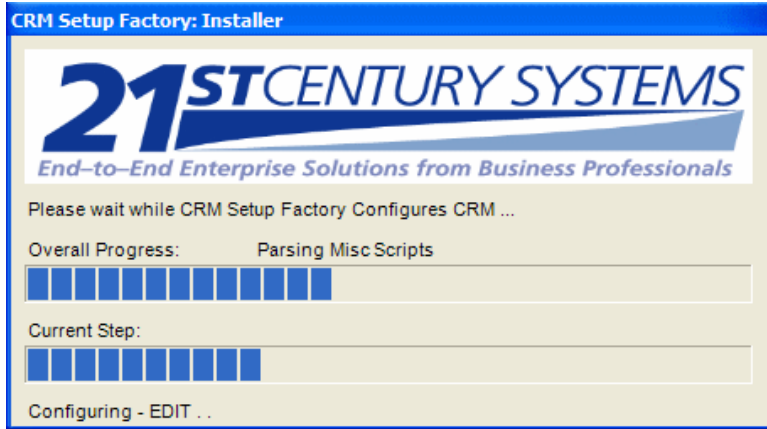 CRM Setup Factory: Installer
21STCENTURY SYSTEMS
End–to–End Enterprise Solutions from Business Professionals
Please wait while CRM Setup Factory Configures CRM ...
Overall Progress: Parsing Misc Scripts
Current Step:
Configuring - EDIT . .